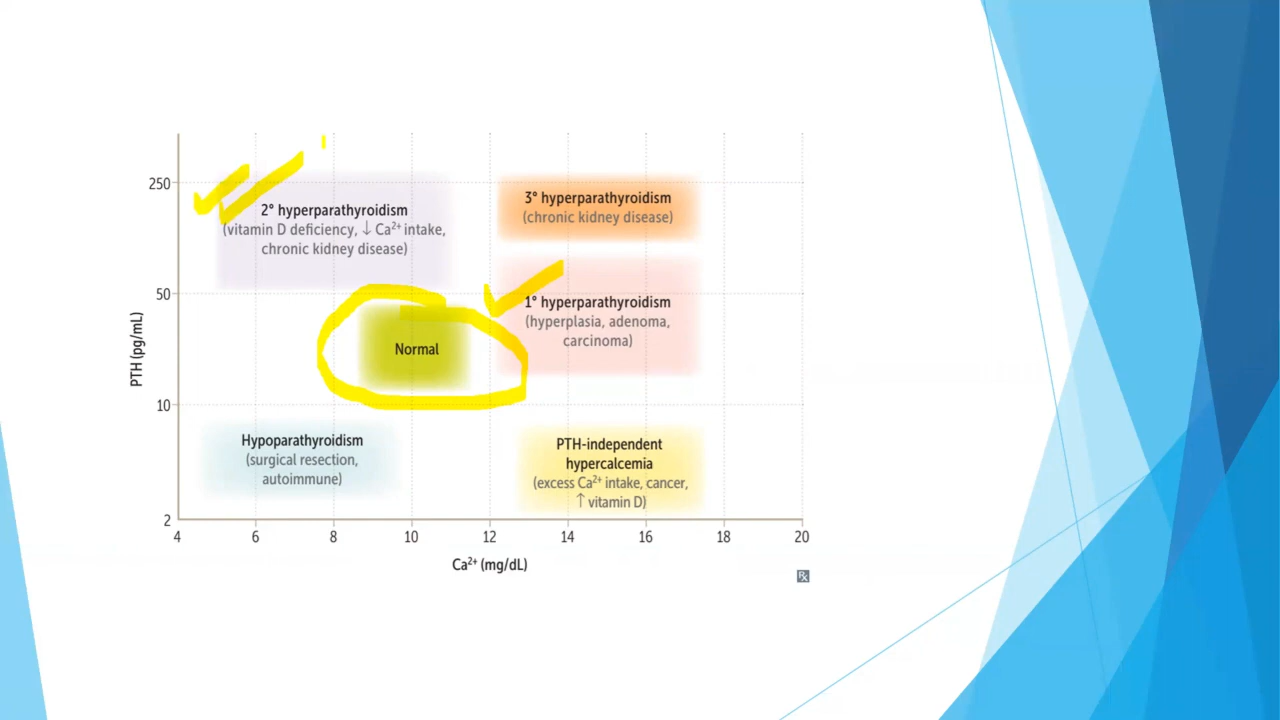 250
2° hyperparathyroidism
(vitamin D deficiency, ↓ Ca²⁺ intake,
chronic kidney disease)
3° hyperparathyroidism
(chronic kidney disease)
50
1° hyperparathyroidism
(hyperplasia, adenoma,
carcinoma)
Normal
PTH (pg/mL)
10
Hypoparathyroidism
(surgical resection,
autoimmune)
PTH-independent
hypercalcemia
(excess Ca²⁺ intake, cancer,
↑ vitamin D)
2
4 6 8 10 12 14 16 18 20
Ca²⁺ (mg/dL)
Rx